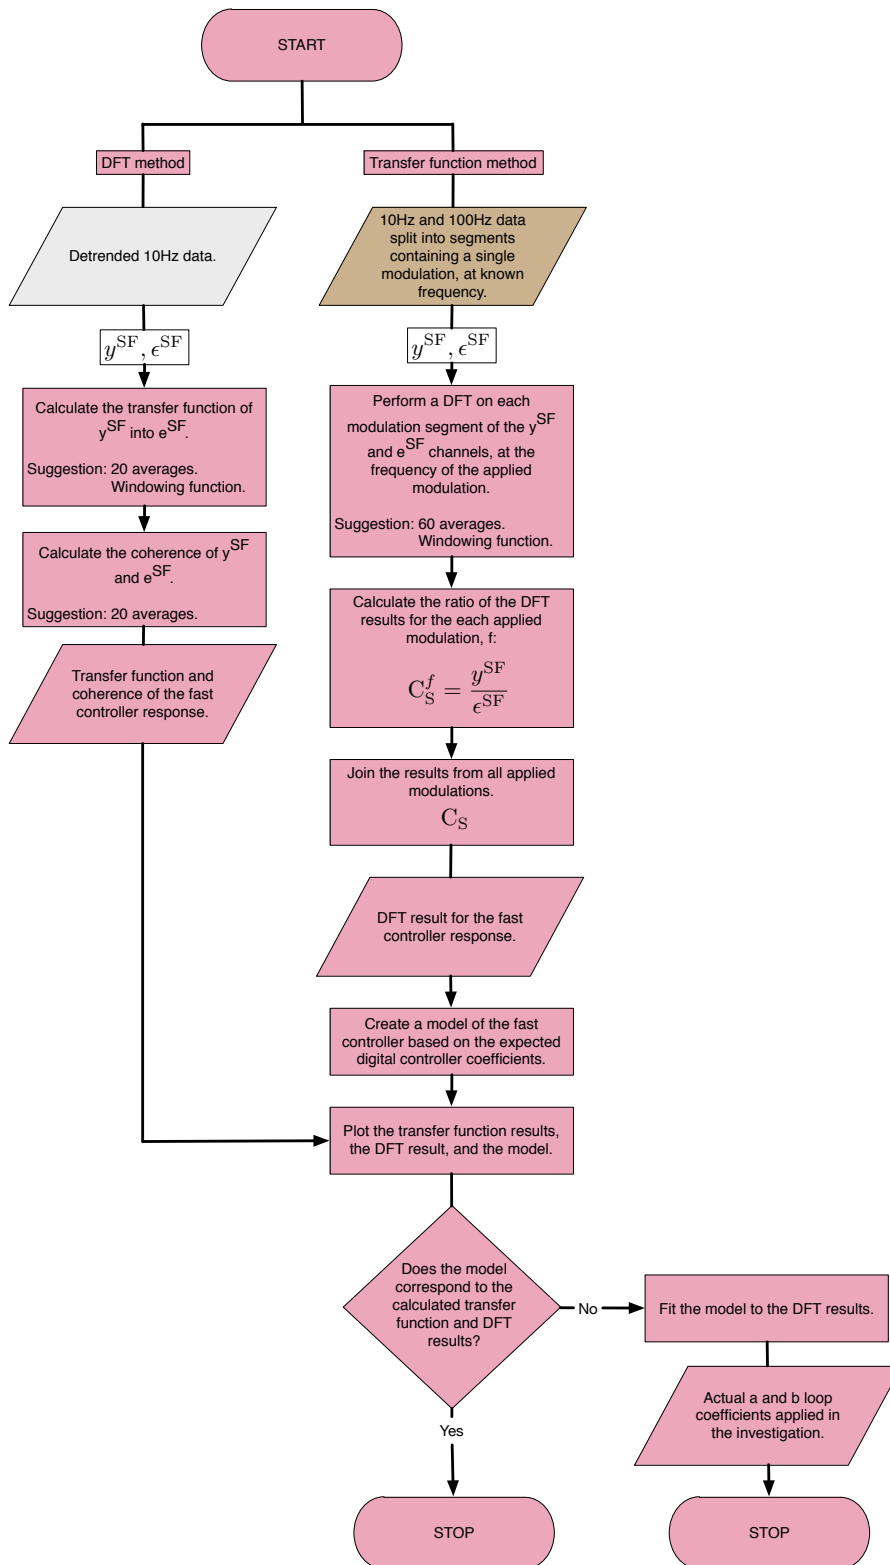 START
DFT method
Transfer function method
Detrended 10Hz data.
10Hz and 100Hz data
split into segments
containing a single
modulation, at known
frequency.
y^SF, ϵ^SF
y^SF, ϵ^SF
Calculate the transfer function of
y^SF into e^SF.
Suggestion: 20 averages.
Windowing function.
Calculate the coherence of y^SF
and e^SF.
Suggestion: 20 averages.
Transfer function and
coherence of the fast
controller response.
Perform a DFT on each
modulation segment of the y^SF
and e^SF channels, at the
frequency of the applied
modulation.
Suggestion: 60 averages.
Windowing function.
Calculate the ratio of the DFT
results for the each applied
modulation, f:
C_S^f = y^SF / ϵ^SF
Join the results from all applied
modulations.
C_S
DFT result for the fast
controller response.
Create a model of the fast
controller based on the expected
digital controller coefficients.
Plot the transfer function results,
the DFT result, and the model.
Does the model
correspond to the
calculated transfer
function and DFT
results?
No
Fit the model to the DFT results.
Actual a and b loop
coefficients applied in
the investigation.
Yes
STOP
STOP